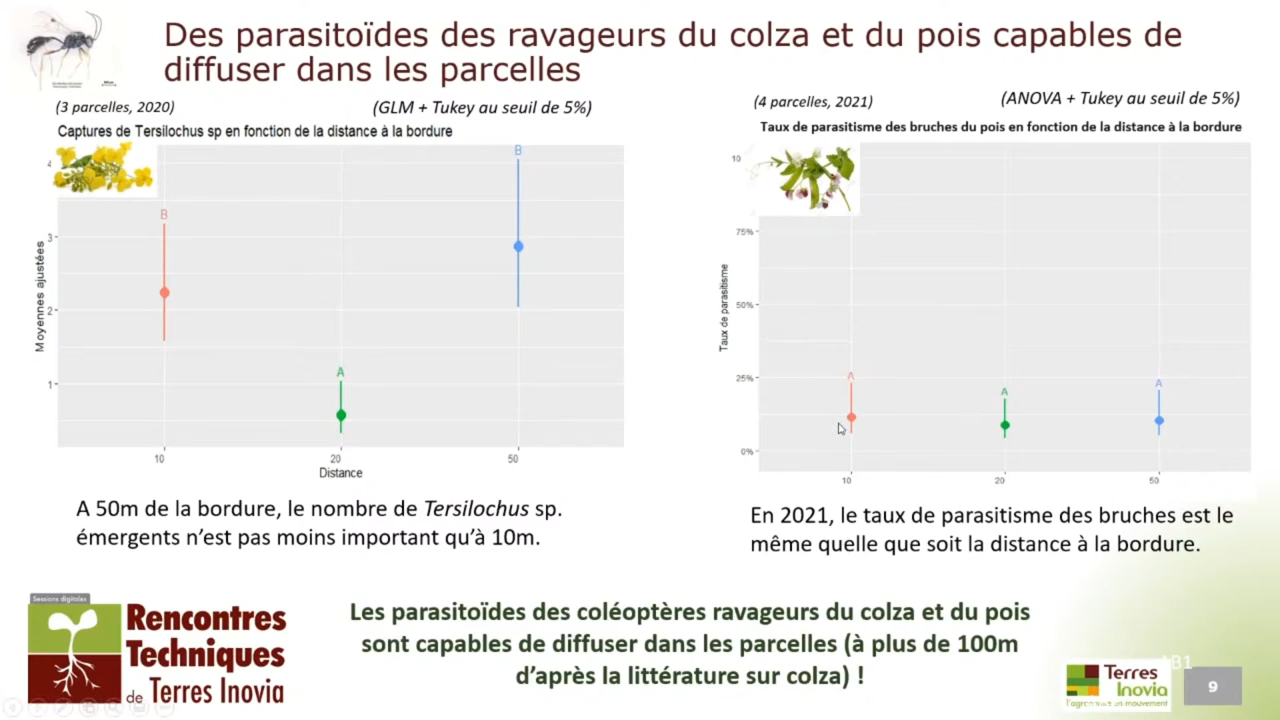 Des parasitoïdes des ravageurs du colza et du pois capables de
diffuser dans les parcelles
(3 parcelles, 2020)
(GLM + Tukey au seuil de 5%)
Captures de Tersilochus sp en fonction de la distance à la bordure
4
3
2
1
Moyennes ajustées
B
A
B
10
20
50
Distance
A 50m de la bordure, le nombre de Tersilochus sp.
émergents n’est pas moins important qu’à 10m.
(4 parcelles, 2021)
(ANOVA + Tukey au seuil de 5%)
Taux de parasitisme des bruches du pois en fonction de la distance à la bordure
10
75%
50%
25%
0%
Taux de parasitisme
A
A
A
10
20
50
En 2021, le taux de parasitisme des bruches est le
même quelle que soit la distance à la bordure.
Sessions digitales
Rencontres
Techniques
de Terres Inovia
Les parasitoïdes des coléoptères ravageurs du colza et du pois
sont capables de diffuser dans les parcelles (à plus de 100m
d’après la littérature sur colza) !
AB1
Terres
Inovia
l'agronomie en mouvement
9